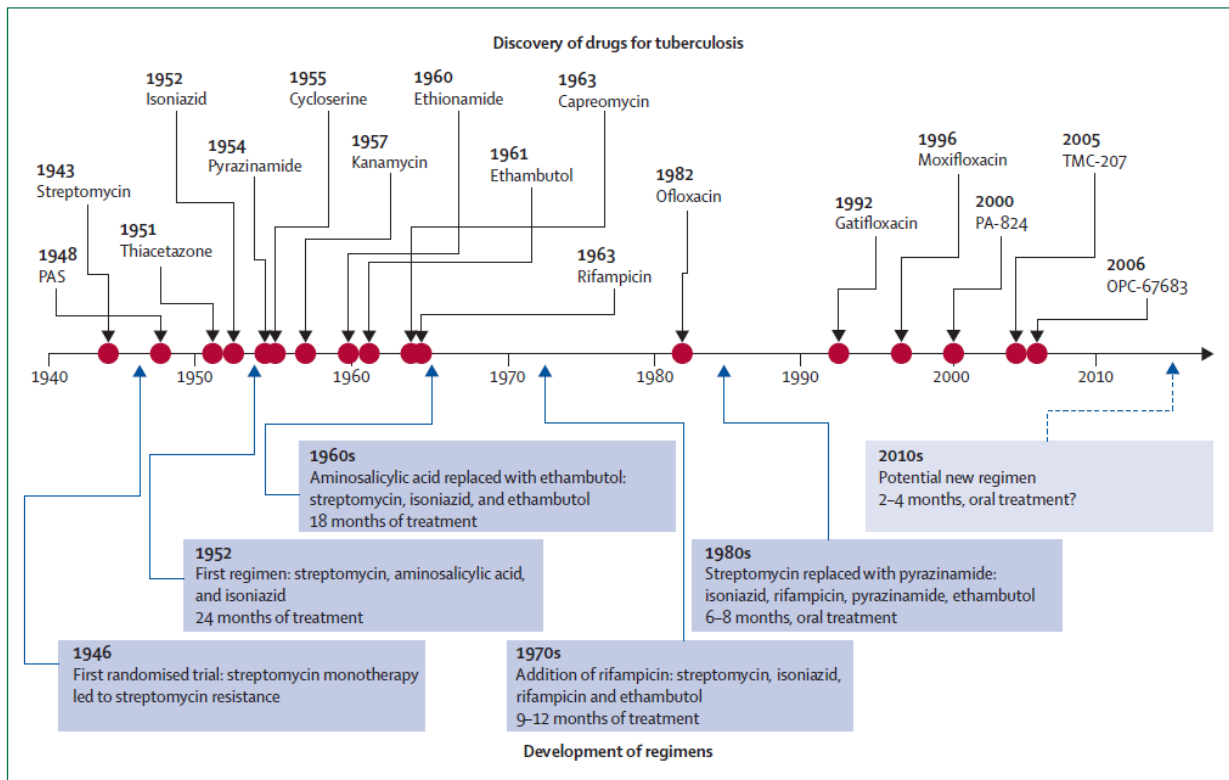 Discovery of drugs for tuberculosis
1943
Streptomycin
1948
PAS
1951
Thiacetazone
1952
Isoniazid
1954
Pyrazinamide
1955
Cycloserine
1957
Kanamycin
1960
Ethionamide
1961
Ethambutol
1963
Capreomycin
1963
Rifampicin
1982
Ofloxacin
1992
Gatifloxacin
1996
Moxifloxacin
2000
PA-824
2005
TMC-207
2006
OPC-67683
1940 1950 1960 1970 1980 1990 2000 2010
1960s
Aminosalicylic acid replaced with ethambutol:
streptomycin, isoniazid, and ethambutol
18 months of treatment
2010s
Potential new regimen
2–4 months, oral treatment?
1952
First regimen: streptomycin, aminosalicylic acid,
and isoniazid
24 months of treatment
1980s
Streptomycin replaced with pyrazinamide:
isoniazid, rifampicin, pyrazinamide, ethambutol
6–8 months, oral treatment
1946
First randomised trial: streptomycin monotherapy
led to streptomycin resistance
1970s
Addition of rifampicin: streptomycin, isoniazid,
rifampicin and ethambutol
9–12 months of treatment
Development of regimens